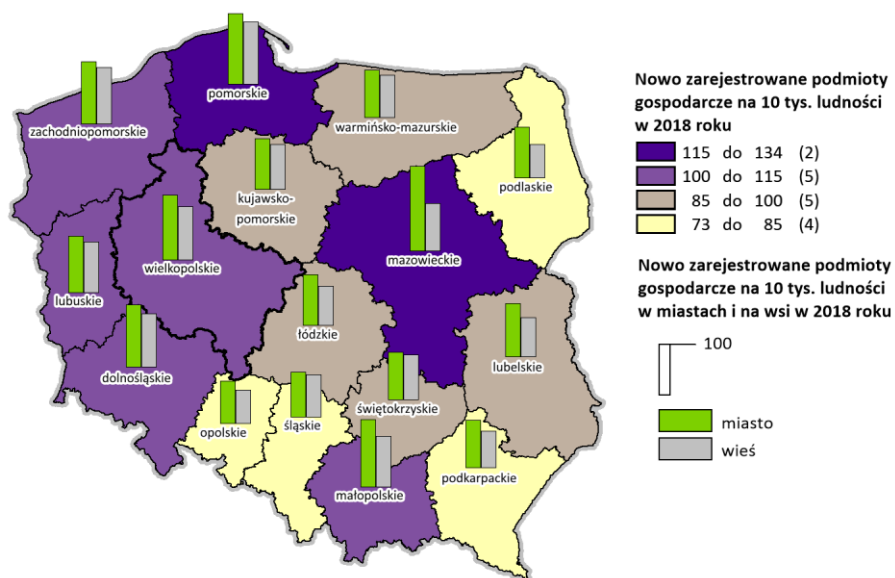 pomorskie
zachodniopomorskie
warmińsko-mazurskie
podlaskie
kujawsko-
pomorskie
mazowieckie
wielkopolskie
lubuskie
łódzkie
lubelskie
dolnośląskie
świętokrzyskie
opolskie
śląskie
podkarpackie
małopolskie
Nowo zarejestrowane podmioty
gospodarcze na 10 tys. ludności
w 2018 roku
115 do 134 (2)
100 do 115 (5)
85 do 100 (5)
73 do 85 (4)
Nowo zarejestrowane podmioty
gospodarcze na 10 tys. ludności
w miastach i na wsi w 2018 roku
100
miasto
wieś